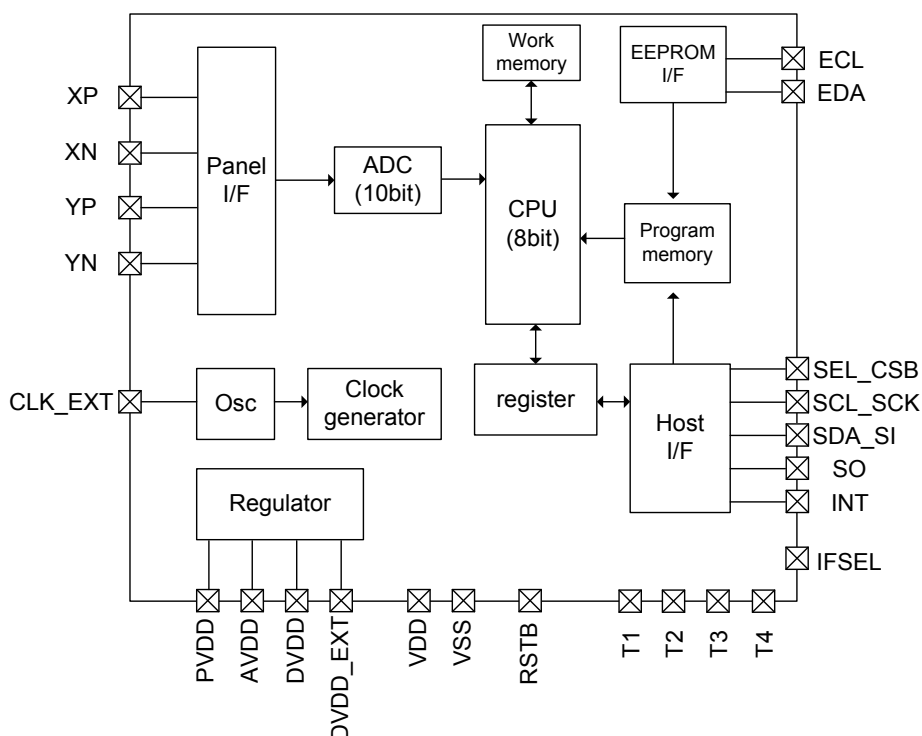 Work
memory
EEPROM
I/F
ECL
EDA
XP
XN
YP
YN
Panel
I/F
ADC
(10bit)
CPU
(8bit)
Program
memory
CLK_EXT
Osc
Clock
generator
register
Host
I/F
SEL_CSB
SCL_SCK
SDA_SI
SO
INT
IFSEL
Regulator
PVDD
AVDD
DVDD
DVDD_EXT
VDD
VSS
RSTB
T1
T2
T3
T4